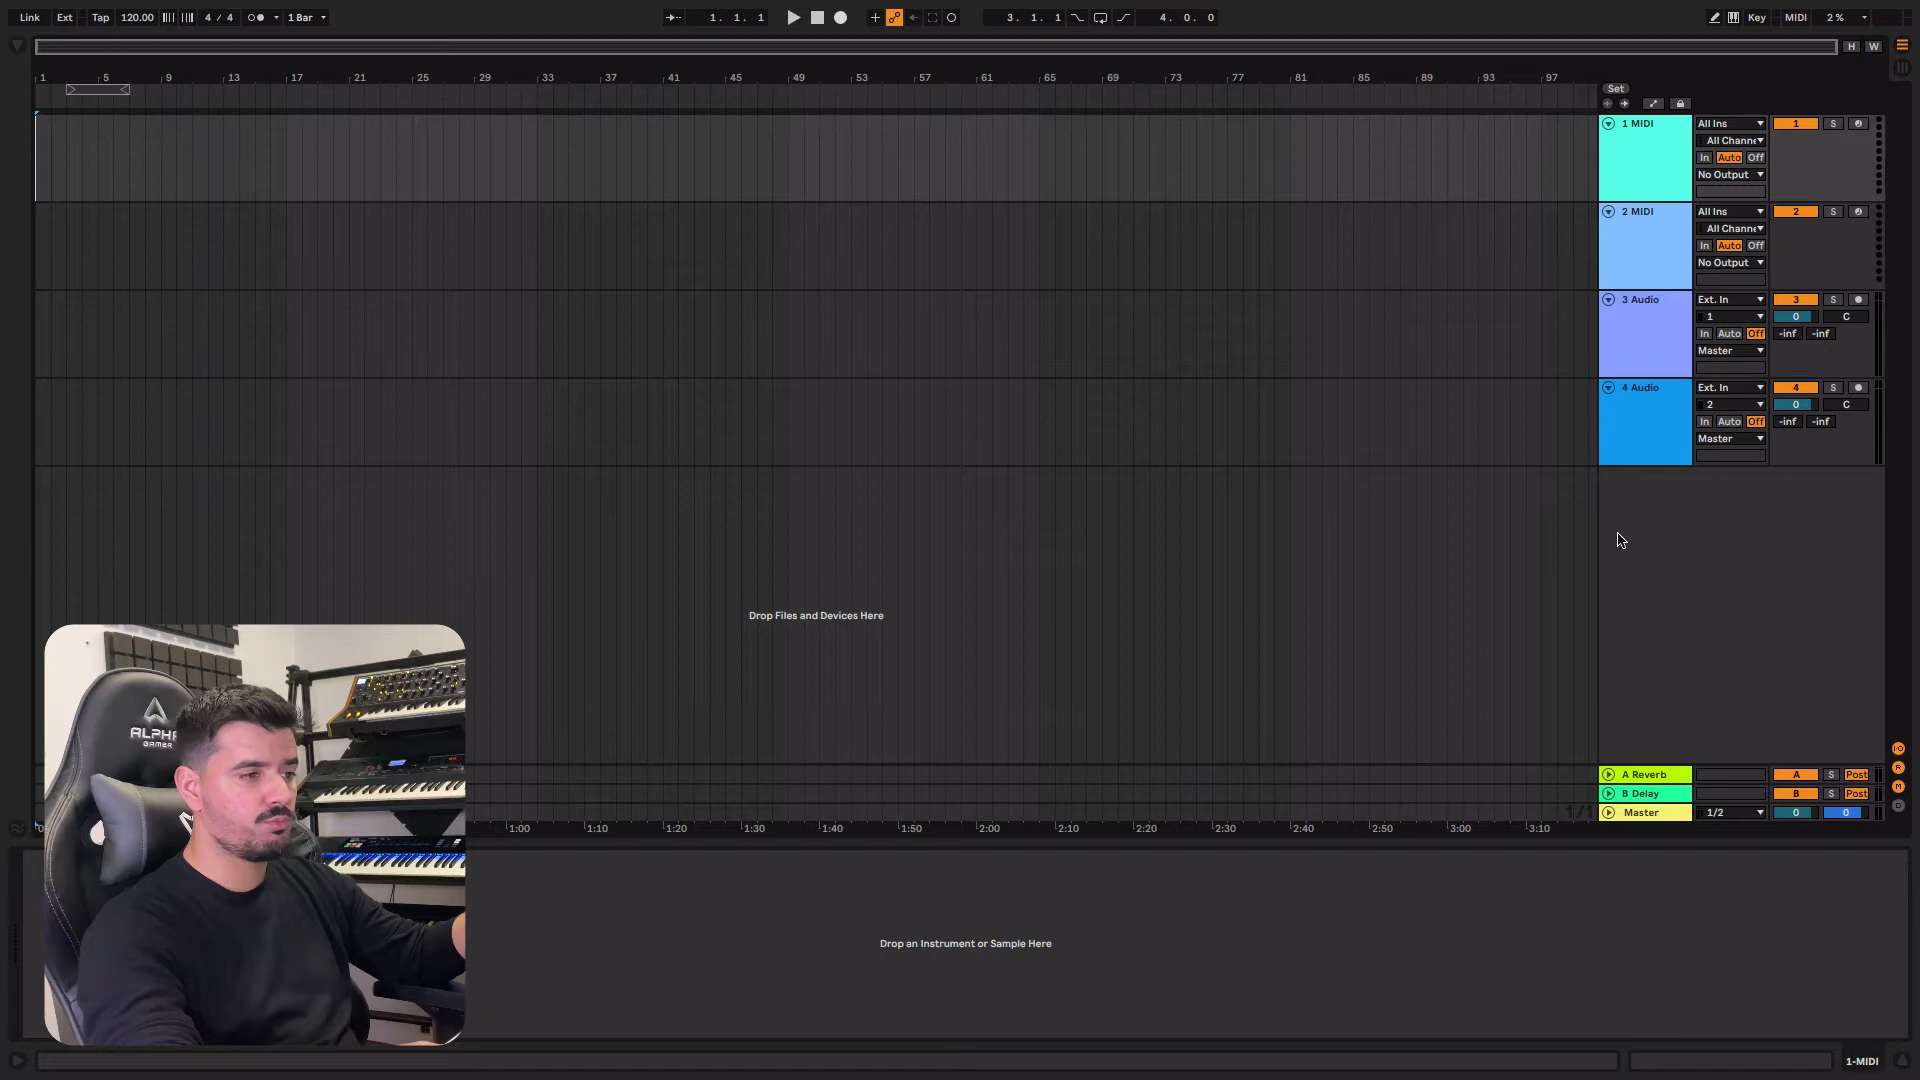 Link Ext Tap 120.00 4 / 4 1 Bar 1. 1. 1 3. 1. 1 4. 0. 0 Key MIDI 2 %
H W
1 5 9 13 17 21 25 29 33 37 41 45 49 53 57 61 65 69 73 77 81 85 89 93 97
Set
1 MIDI All Ins 1 S
All Channe
In Auto Off
No Output
2 MIDI All Ins 2 S
All Channe
In Auto Off
No Output
3 Audio Ext. In 3 S
1 0 C
In Auto Off -inf -inf
Master
4 Audio Ext. In 4 S
2 0 C
In Auto Off -inf -inf
Master
Drop Files and Devices Here
ALPHA
GAMER
A Reverb A S Post
B Delay B S Post
1/1
Master 1/2 0 0
1:00 1:10 1:20 1:30 1:40 1:50 2:00 2:10 2:20 2:30 2:40 2:50 3:00 3:10
I·O
R
M
D
Drop an Instrument or Sample Here
1-MIDI